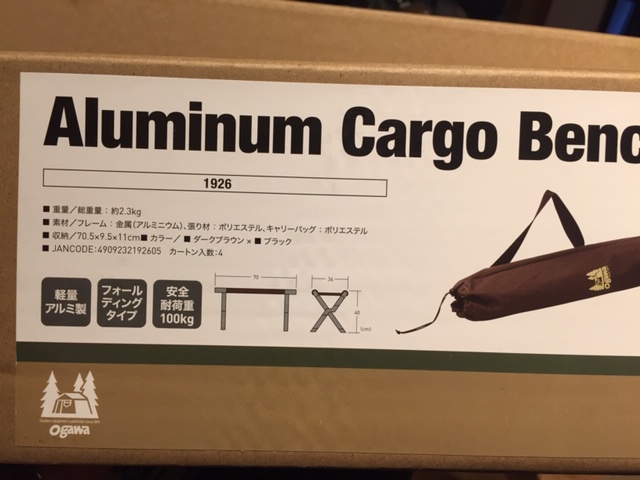 Aluminum Cargo Benc
1926
■ 重量／総重量：約2.3kg
■ 素材／フレーム：金属(アルミニウム)、張り材：ポリエステル、キャリーバッグ：ポリエステル
■ 収納／70.5×9.5×11cm■ カラー／ ■ ダークブラウン × ■ ブラック
■ JANCODE:4909232192605 カートン入数:4
軽量
アルミ製
フォール
ディング
タイプ
安全
耐荷重
100kg
70
34
40
(cm)
ogawa